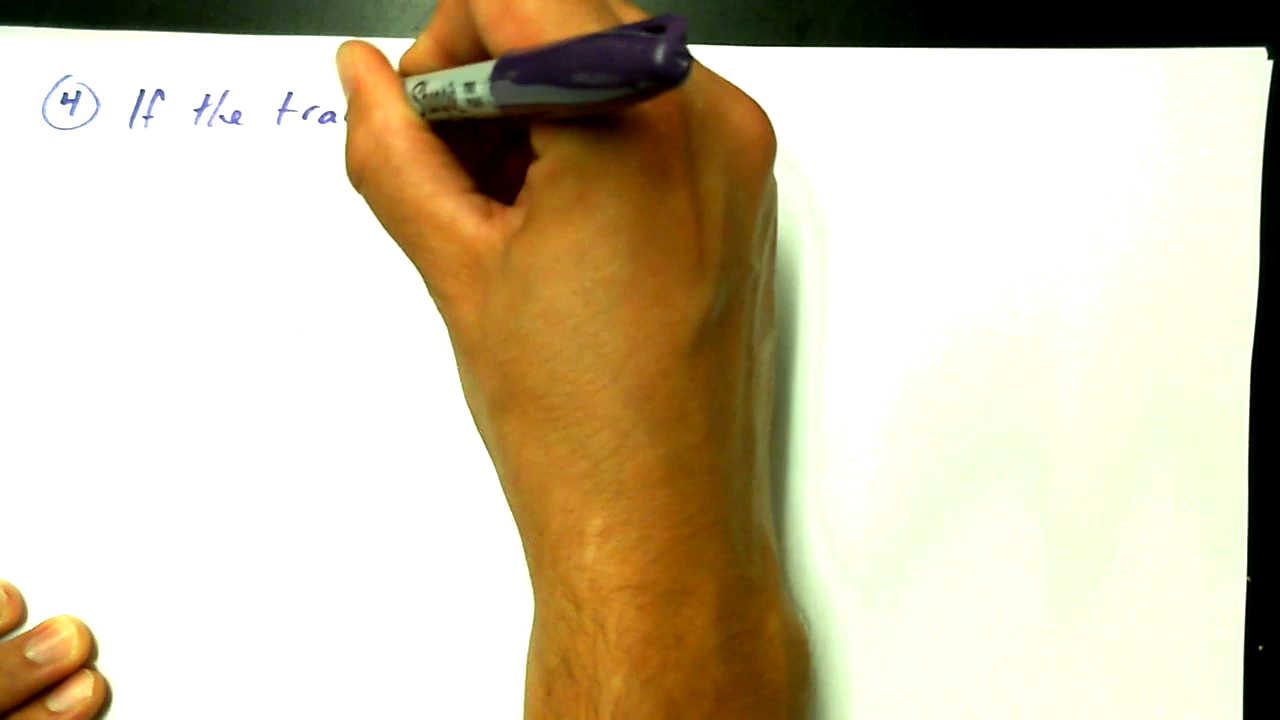 ④ If the tra